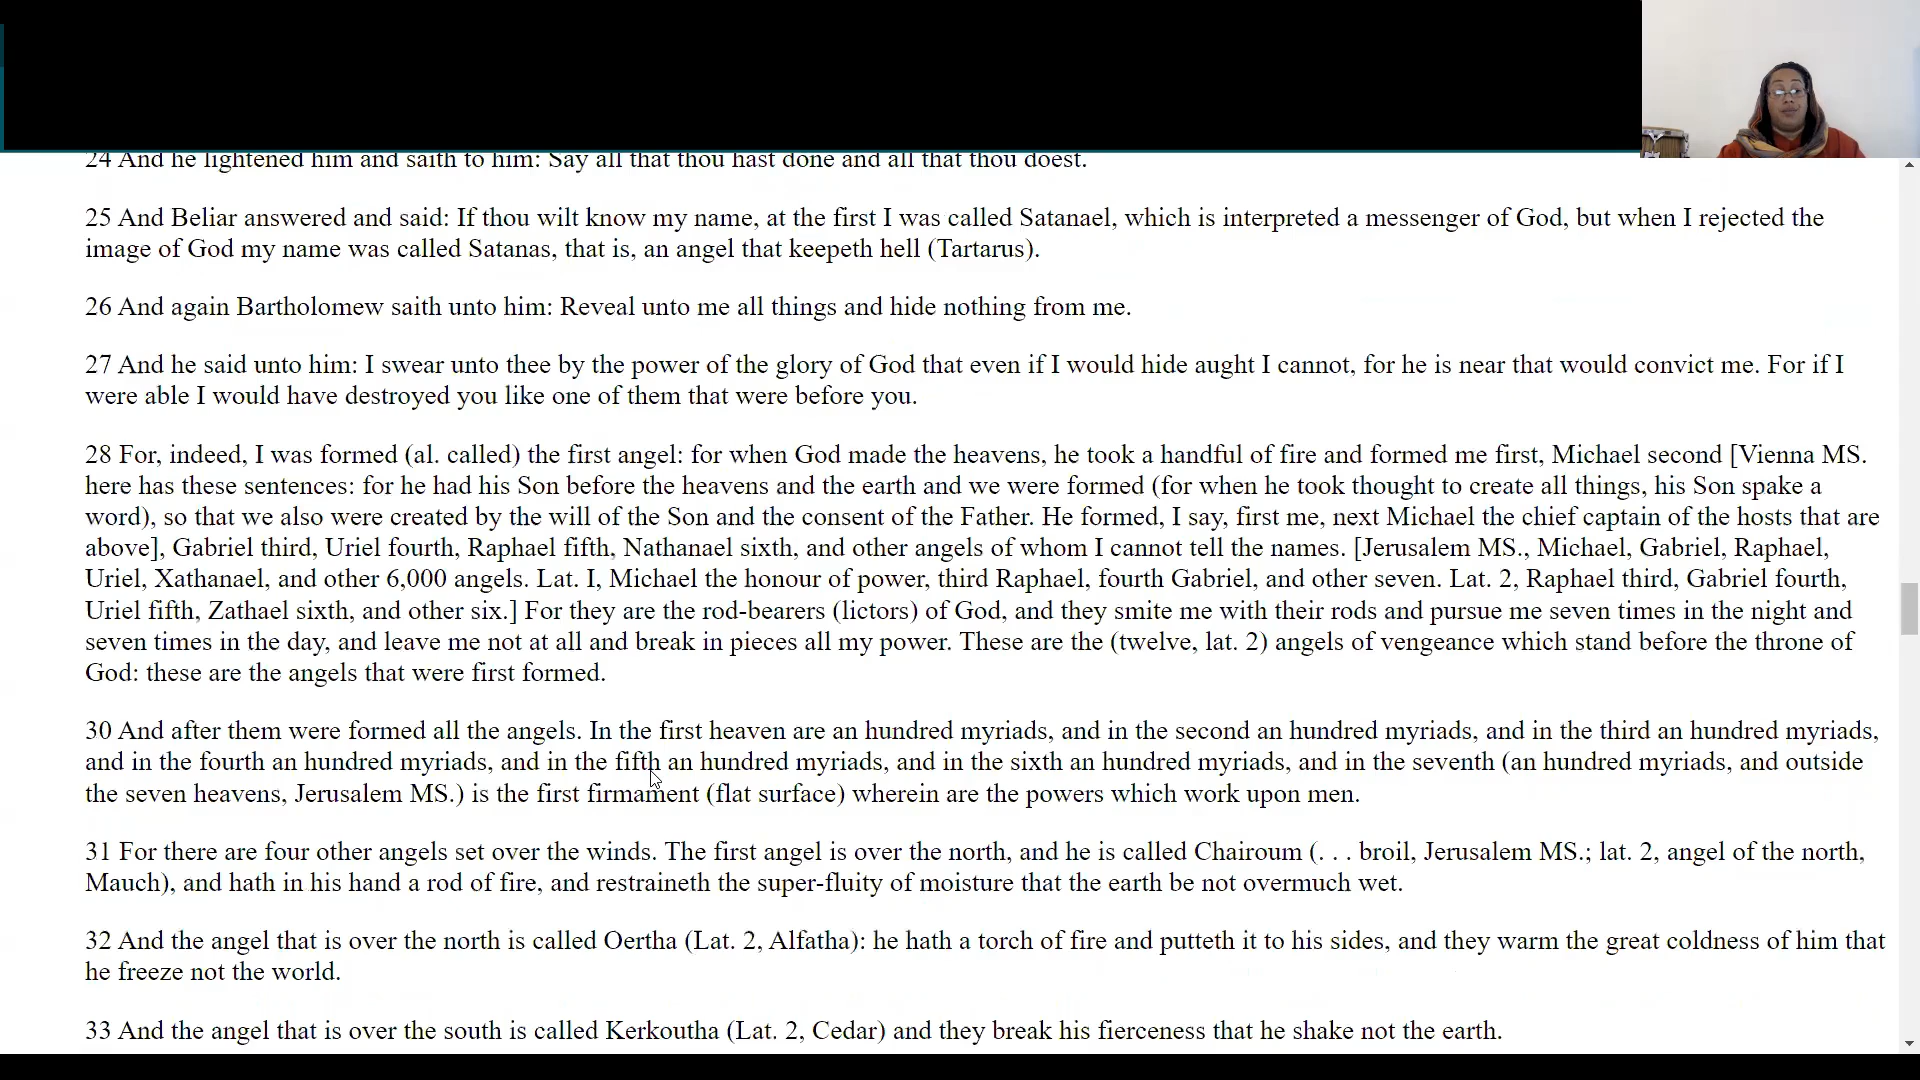 24 And he lightened him and saith to him: Say all that thou hast done and all that thou doest.
25 And Beliar answered and said: If thou wilt know my name, at the first I was called Satanael, which is interpreted a messenger of God, but when I rejected the
image of God my name was called Satanas, that is, an angel that keepeth hell (Tartarus).
26 And again Bartholomew saith unto him: Reveal unto me all things and hide nothing from me.
27 And he said unto him: I swear unto thee by the power of the glory of God that even if I would hide aught I cannot, for he is near that would convict me. For if I
were able I would have destroyed you like one of them that were before you.
28 For, indeed, I was formed (al. called) the first angel: for when God made the heavens, he took a handful of fire and formed me first, Michael second [Vienna MS.
here has these sentences: for he had his Son before the heavens and the earth and we were formed (for when he took thought to create all things, his Son spake a
word), so that we also were created by the will of the Son and the consent of the Father. He formed, I say, first me, next Michael the chief captain of the hosts that are
above], Gabriel third, Uriel fourth, Raphael fifth, Nathanael sixth, and other angels of whom I cannot tell the names. [Jerusalem MS., Michael, Gabriel, Raphael,
Uriel, Xathanael, and other 6,000 angels. Lat. I, Michael the honour of power, third Raphael, fourth Gabriel, and other seven. Lat. 2, Raphael third, Gabriel fourth,
Uriel fifth, Zathael sixth, and other six.] For they are the rod-bearers (lictors) of God, and they smite me with their rods and pursue me seven times in the night and
seven times in the day, and leave me not at all and break in pieces all my power. These are the (twelve, lat. 2) angels of vengeance which stand before the throne of
God: these are the angels that were first formed.
30 And after them were formed all the angels. In the first heaven are an hundred myriads, and in the second an hundred myriads, and in the third an hundred myriads,
and in the fourth an hundred myriads, and in the fifth an hundred myriads, and in the sixth an hundred myriads, and in the seventh (an hundred myriads, and outside
the seven heavens, Jerusalem MS.) is the first firmament (flat surface) wherein are the powers which work upon men.
31 For there are four other angels set over the winds. The first angel is over the north, and he is called Chairoum (. . . broil, Jerusalem MS.; lat. 2, angel of the north,
Mauch), and hath in his hand a rod of fire, and restraineth the super-fluity of moisture that the earth be not overmuch wet.
32 And the angel that is over the north is called Oertha (Lat. 2, Alfatha): he hath a torch of fire and putteth it to his sides, and they warm the great coldness of him that
he freeze not the world.
33 And the angel that is over the south is called Kerkoutha (Lat. 2, Cedar) and they break his fierceness that he shake not the earth.